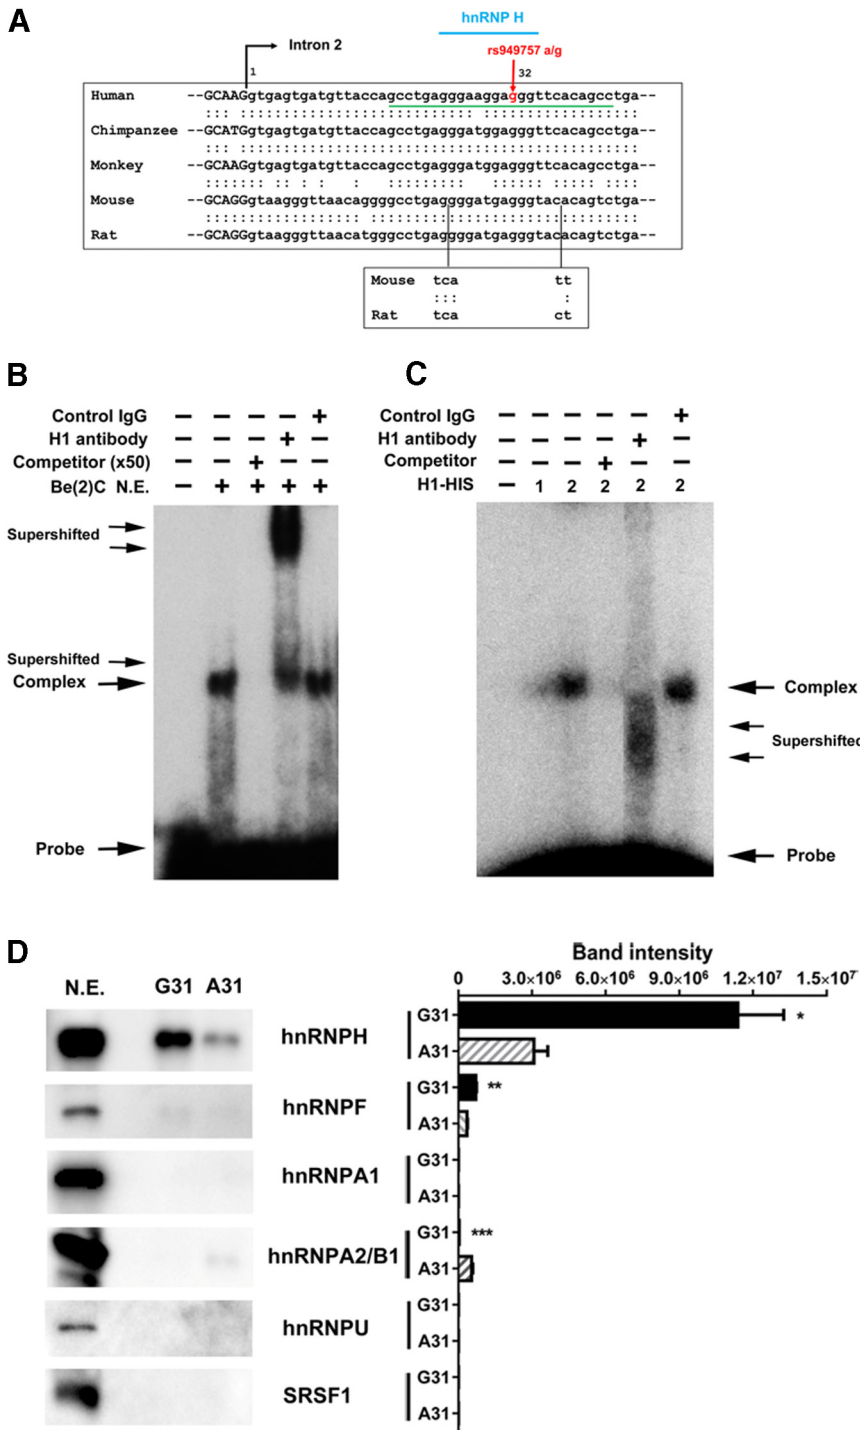 A
hnRNP H
rs949757 a/g
Intron 2
1
32
Human --GCAAGgtgagtgatgttaccagcctgagggaaggagggttcacagcctga--
::: ::::::::::::::::::::::::::: ::::::::::::::::::
Chimpanzee --GCATGgtgagtgatgttaccagcctgagggatggagggttcacagcctga--
::: ::::::::::::::::::::::::::::::::::::::::::::::
Monkey --GCAAGgtgagtgatgttaccagcctgagggatggagggttcacagcctga--
Mouse --GCAGGgtaagggttaacaggggcctgaggggatgagggtacacagtctga--
Rat --GCAGGgtaagggttaacatgggcctgaggggatgagggtacacagtctga--
Mouse tca tt
::: :
Rat tca ct
B
Control IgG – – – – +
H1 antibody – – – + –
Competitor (x50) – – + – –
Be(2)C N.E. – + + + +
Supershifted
Supershifted
Complex
Probe
C
Control IgG – – – – – +
H1 antibody – – – – + –
Competitor – – – + – –
H1-HIS – 1 2 2 2 2
Complex
Supershifted
Probe
D
N.E. G31 A31
hnRNPH
hnRNPF
hnRNPA1
hnRNPA2/B1
hnRNPU
SRSF1
Band intensity
0 3.0×10⁶ 6.0×10⁶ 9.0×10⁶ 1.2×10⁷ 1.5×10⁷
G31 *
A31
G31 **
A31
G31
A31
G31 ***
A31
G31
A31
G31
A31